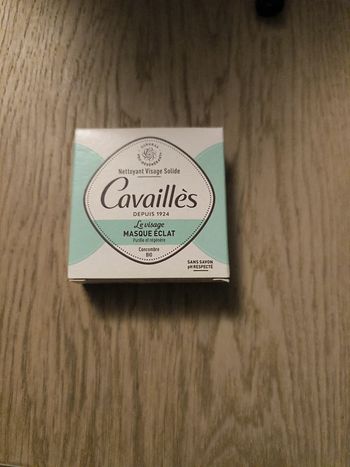 Nettoyant Visage Solide
Cavaillès
DEPUIS 1924
Le visage
MASQUE ÉCLAT
Purifie et régénère
Concombre
BIO
SANS SAVON
pH RESPECTÉ